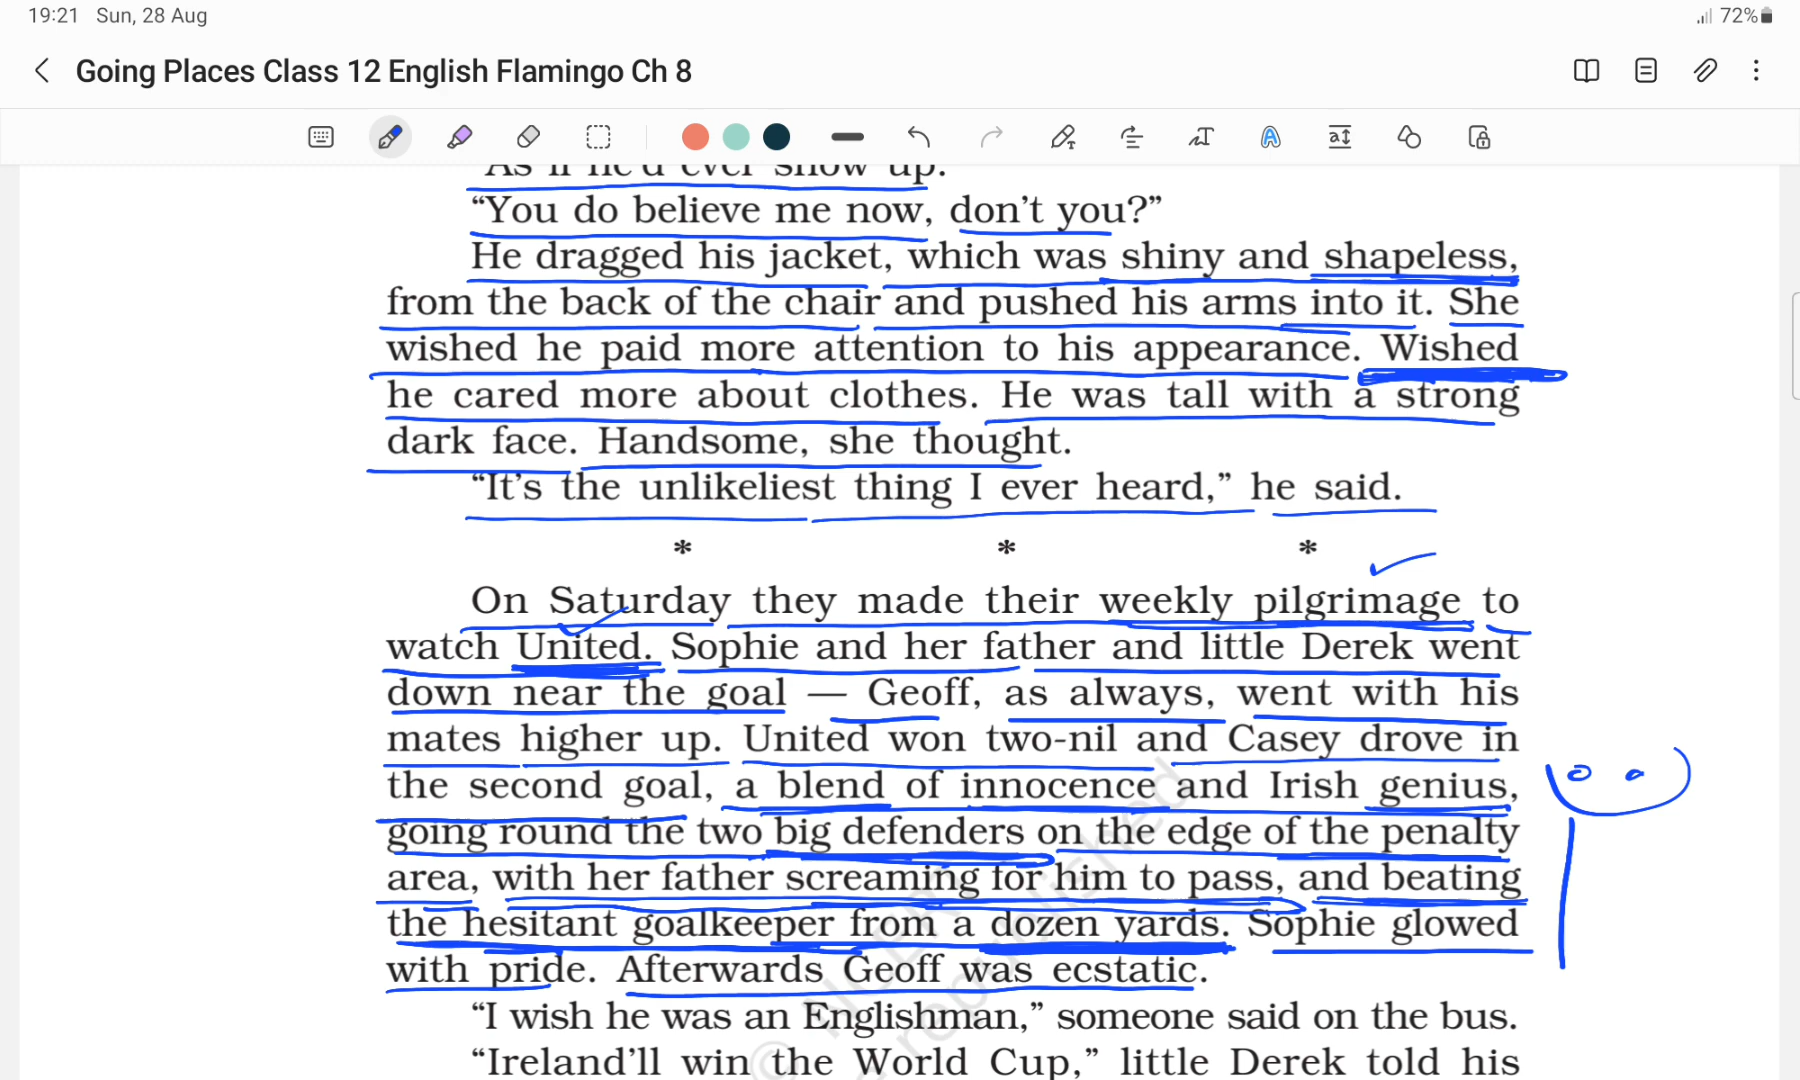 19:21 Sun, 28 Aug
72%
Going Places Class 12 English Flamingo Ch 8
As if he'd ever show up.
“You do believe me now, don't you?”
He dragged his jacket, which was shiny and shapeless,
from the back of the chair and pushed his arms into it. She
wished he paid more attention to his appearance. Wished
he cared more about clothes. He was tall with a strong
dark face. Handsome, she thought.
“It's the unlikeliest thing I ever heard,” he said.
* * *
On Saturday they made their weekly pilgrimage to
watch United. Sophie and her father and little Derek went
down near the goal — Geoff, as always, went with his
mates higher up. United won two-nil and Casey drove in
the second goal, a blend of innocence and Irish genius,
going round the two big defenders on the edge of the penalty
area, with her father screaming for him to pass, and beating
the hesitant goalkeeper from a dozen yards. Sophie glowed
with pride. Afterwards Geoff was ecstatic.
“I wish he was an Englishman,” someone said on the bus.
“Ireland'll win the World Cup,” little Derek told his